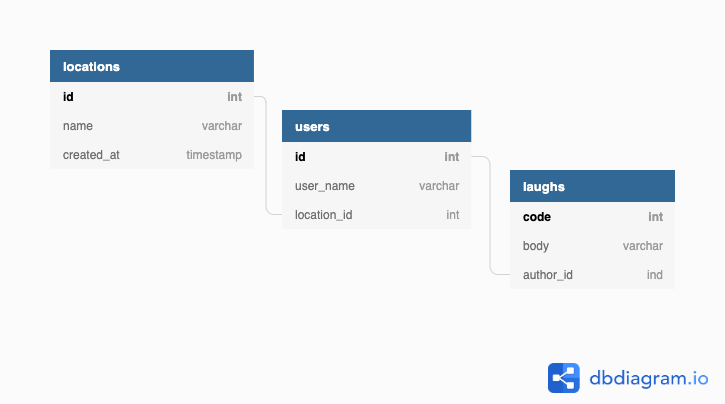 locations
id int
name varchar
created_at timestamp
users
id int
user_name varchar
location_id int
laughs
code int
body varchar
author_id ind
dbdiagram.io